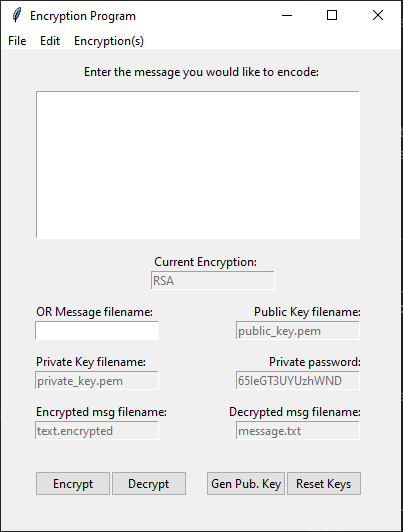 Encryption Program
File Edit Encryption(s)
Enter the message you would like to encode:
Current Encryption:
RSA
OR Message filename: Public Key filename:
public_key.pem
Private Key filename: Private password:
private_key.pem 65leGT3UYUzhWND
Encrypted msg filename: Decrypted msg filename:
text.encrypted message.txt
Encrypt Decrypt Gen Pub. Key Reset Keys